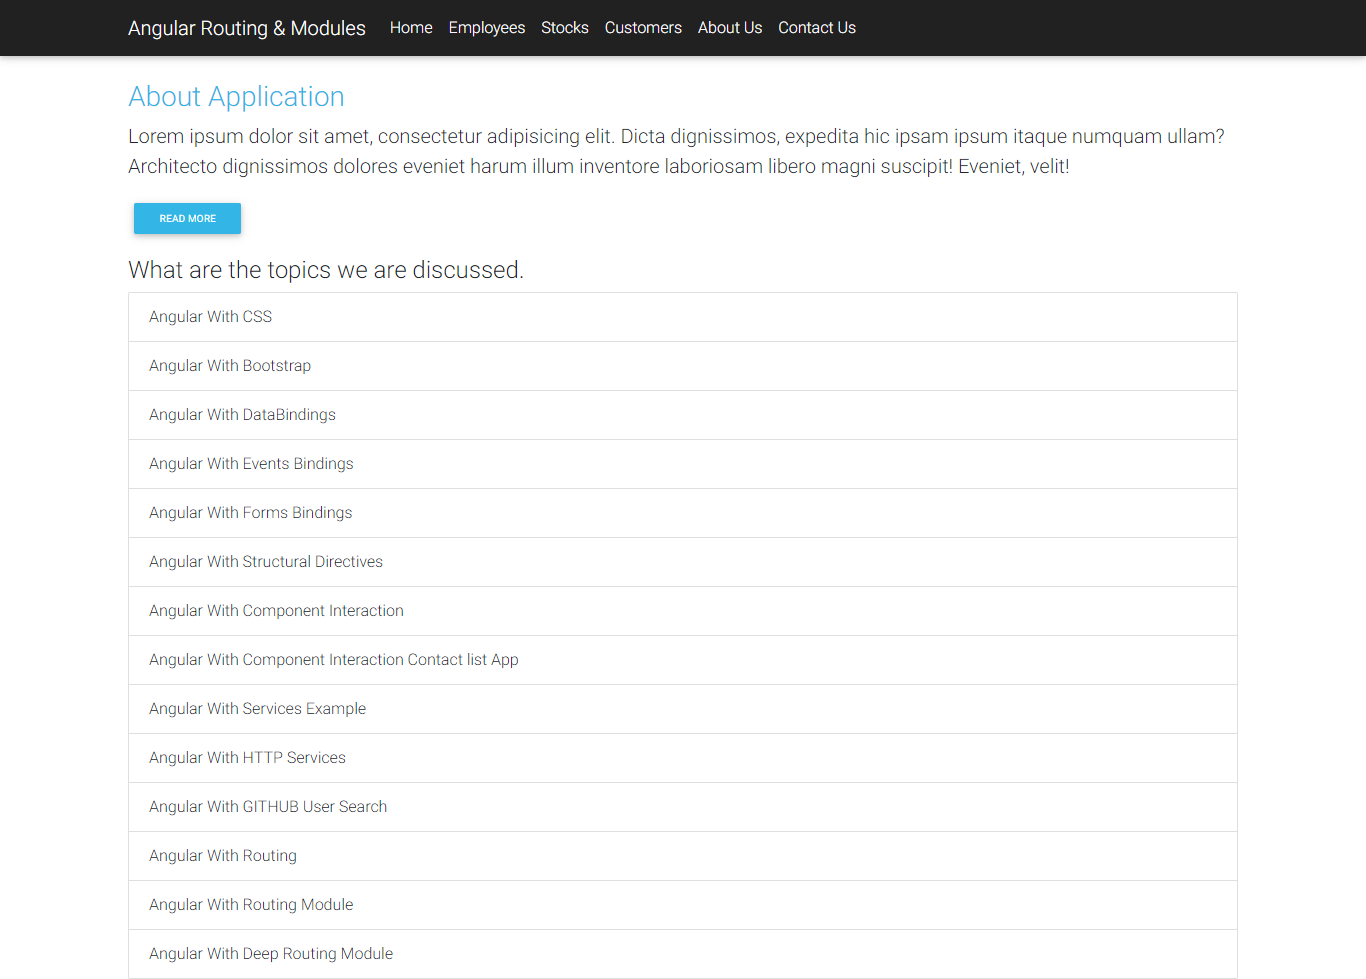 Angular Routing & Modules Home Employees Stocks Customers About Us Contact Us
About Application
Lorem ipsum dolor sit amet, consectetur adipisicing elit. Dicta dignissimos, expedita hic ipsam ipsum itaque numquam ullam?
Architecto dignissimos dolores eveniet harum illum inventore laboriosam libero magni suscipit! Eveniet, velit!
READ MORE
What are the topics we are discussed.
Angular With CSS
Angular With Bootstrap
Angular With DataBindings
Angular With Events Bindings
Angular With Forms Bindings
Angular With Structural Directives
Angular With Component Interaction
Angular With Component Interaction Contact list App
Angular With Services Example
Angular With HTTP Services
Angular With GITHUB User Search
Angular With Routing
Angular With Routing Module
Angular With Deep Routing Module